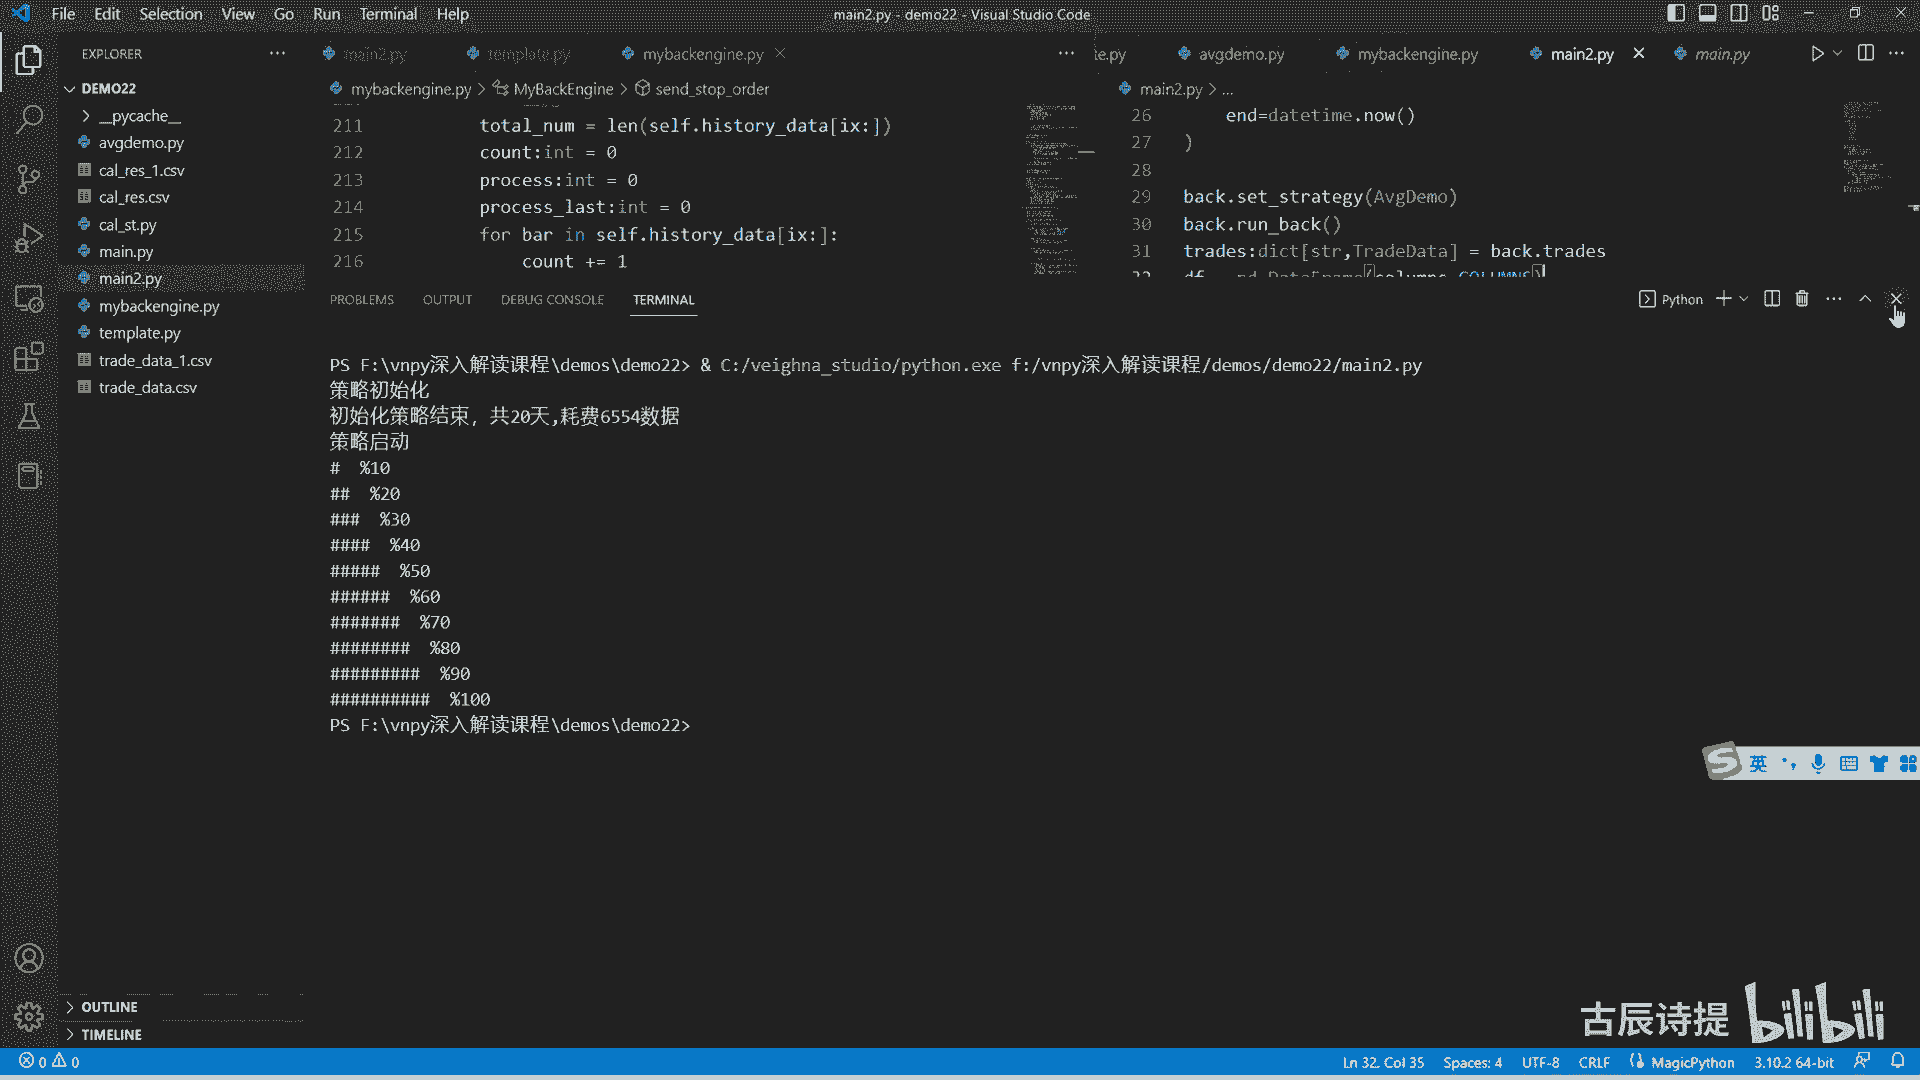 File Edit Selection View Go Run Terminal Help
main2.py - demo22 - Visual Studio Code
EXPLORER
DEMO22
__pycache__
avgdemo.py
cal_res_1.csv
cal_res.csv
cal_st.py
main.py
main2.py
mybackengine.py
template.py
trade_data_1.csv
trade_data.csv
OUTLINE
TIMELINE
main2.py template.py mybackengine.py
mybackengine.py > MyBackEngine > send_stop_order
211 total_num = len(self.history_data[ix:])
212 count:int = 0
213 process:int = 0
214 process_last:int = 0
215 for bar in self.history_data[ix:]:
216 count += 1
te.py avgdemo.py mybackengine.py main2.py main.py
main2.py > ...
26 end=datetime.now()
27 )
28
29 back.set_strategy(AvgDemo)
30 back.run_back()
31 trades:dict[str,TradeData] = back.trades
PROBLEMS OUTPUT DEBUG CONSOLE TERMINAL
Python
PS F:\vnpy深入解读课程\demos\demo22> & C:/veighna_studio/python.exe f:/vnpy深入解读课程/demos/demo22/main2.py
策略初始化
初始化策略结束，共20天,耗费6554数据
策略启动
# %10
## %20
### %30
#### %40
##### %50
###### %60
####### %70
######## %80
######### %90
########## %100
PS F:\vnpy深入解读课程\demos\demo22>
S 英
古辰诗提 bilibili
0 0
Ln 32, Col 35 Spaces: 4 UTF-8 CRLF MagicPython 3.10.2 64-bit